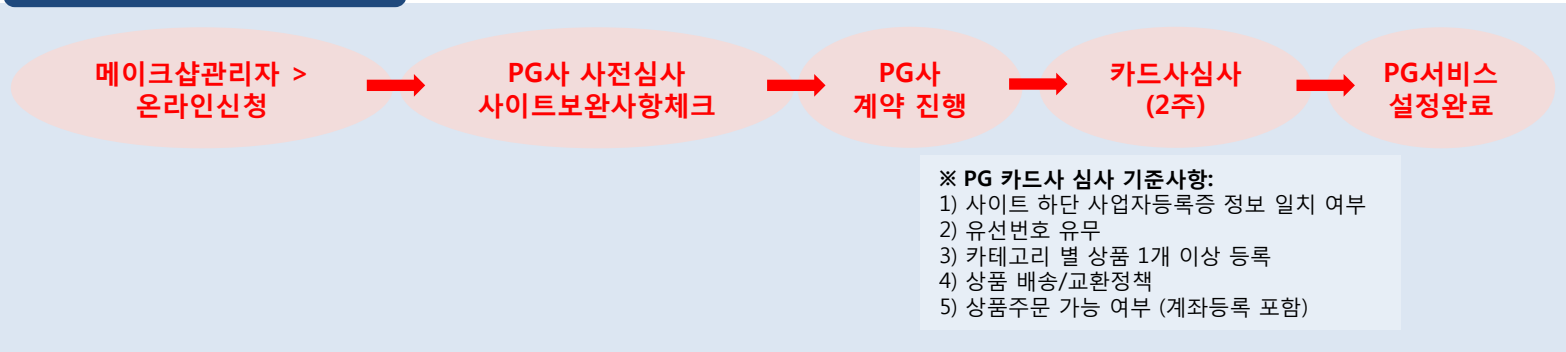 메이크샵관리자 >
온라인신청
PG사 사전심사
사이트보완사항체크
PG사
계약 진행
카드사심사
(2주)
PG서비스
설정완료
※ PG 카드사 심사 기준사항:
1) 사이트 하단 사업자등록증 정보 일치 여부
2) 유선번호 유무
3) 카테고리 별 상품 1개 이상 등록
4) 상품 배송/교환정책
5) 상품주문 가능 여부 (계좌등록 포함)